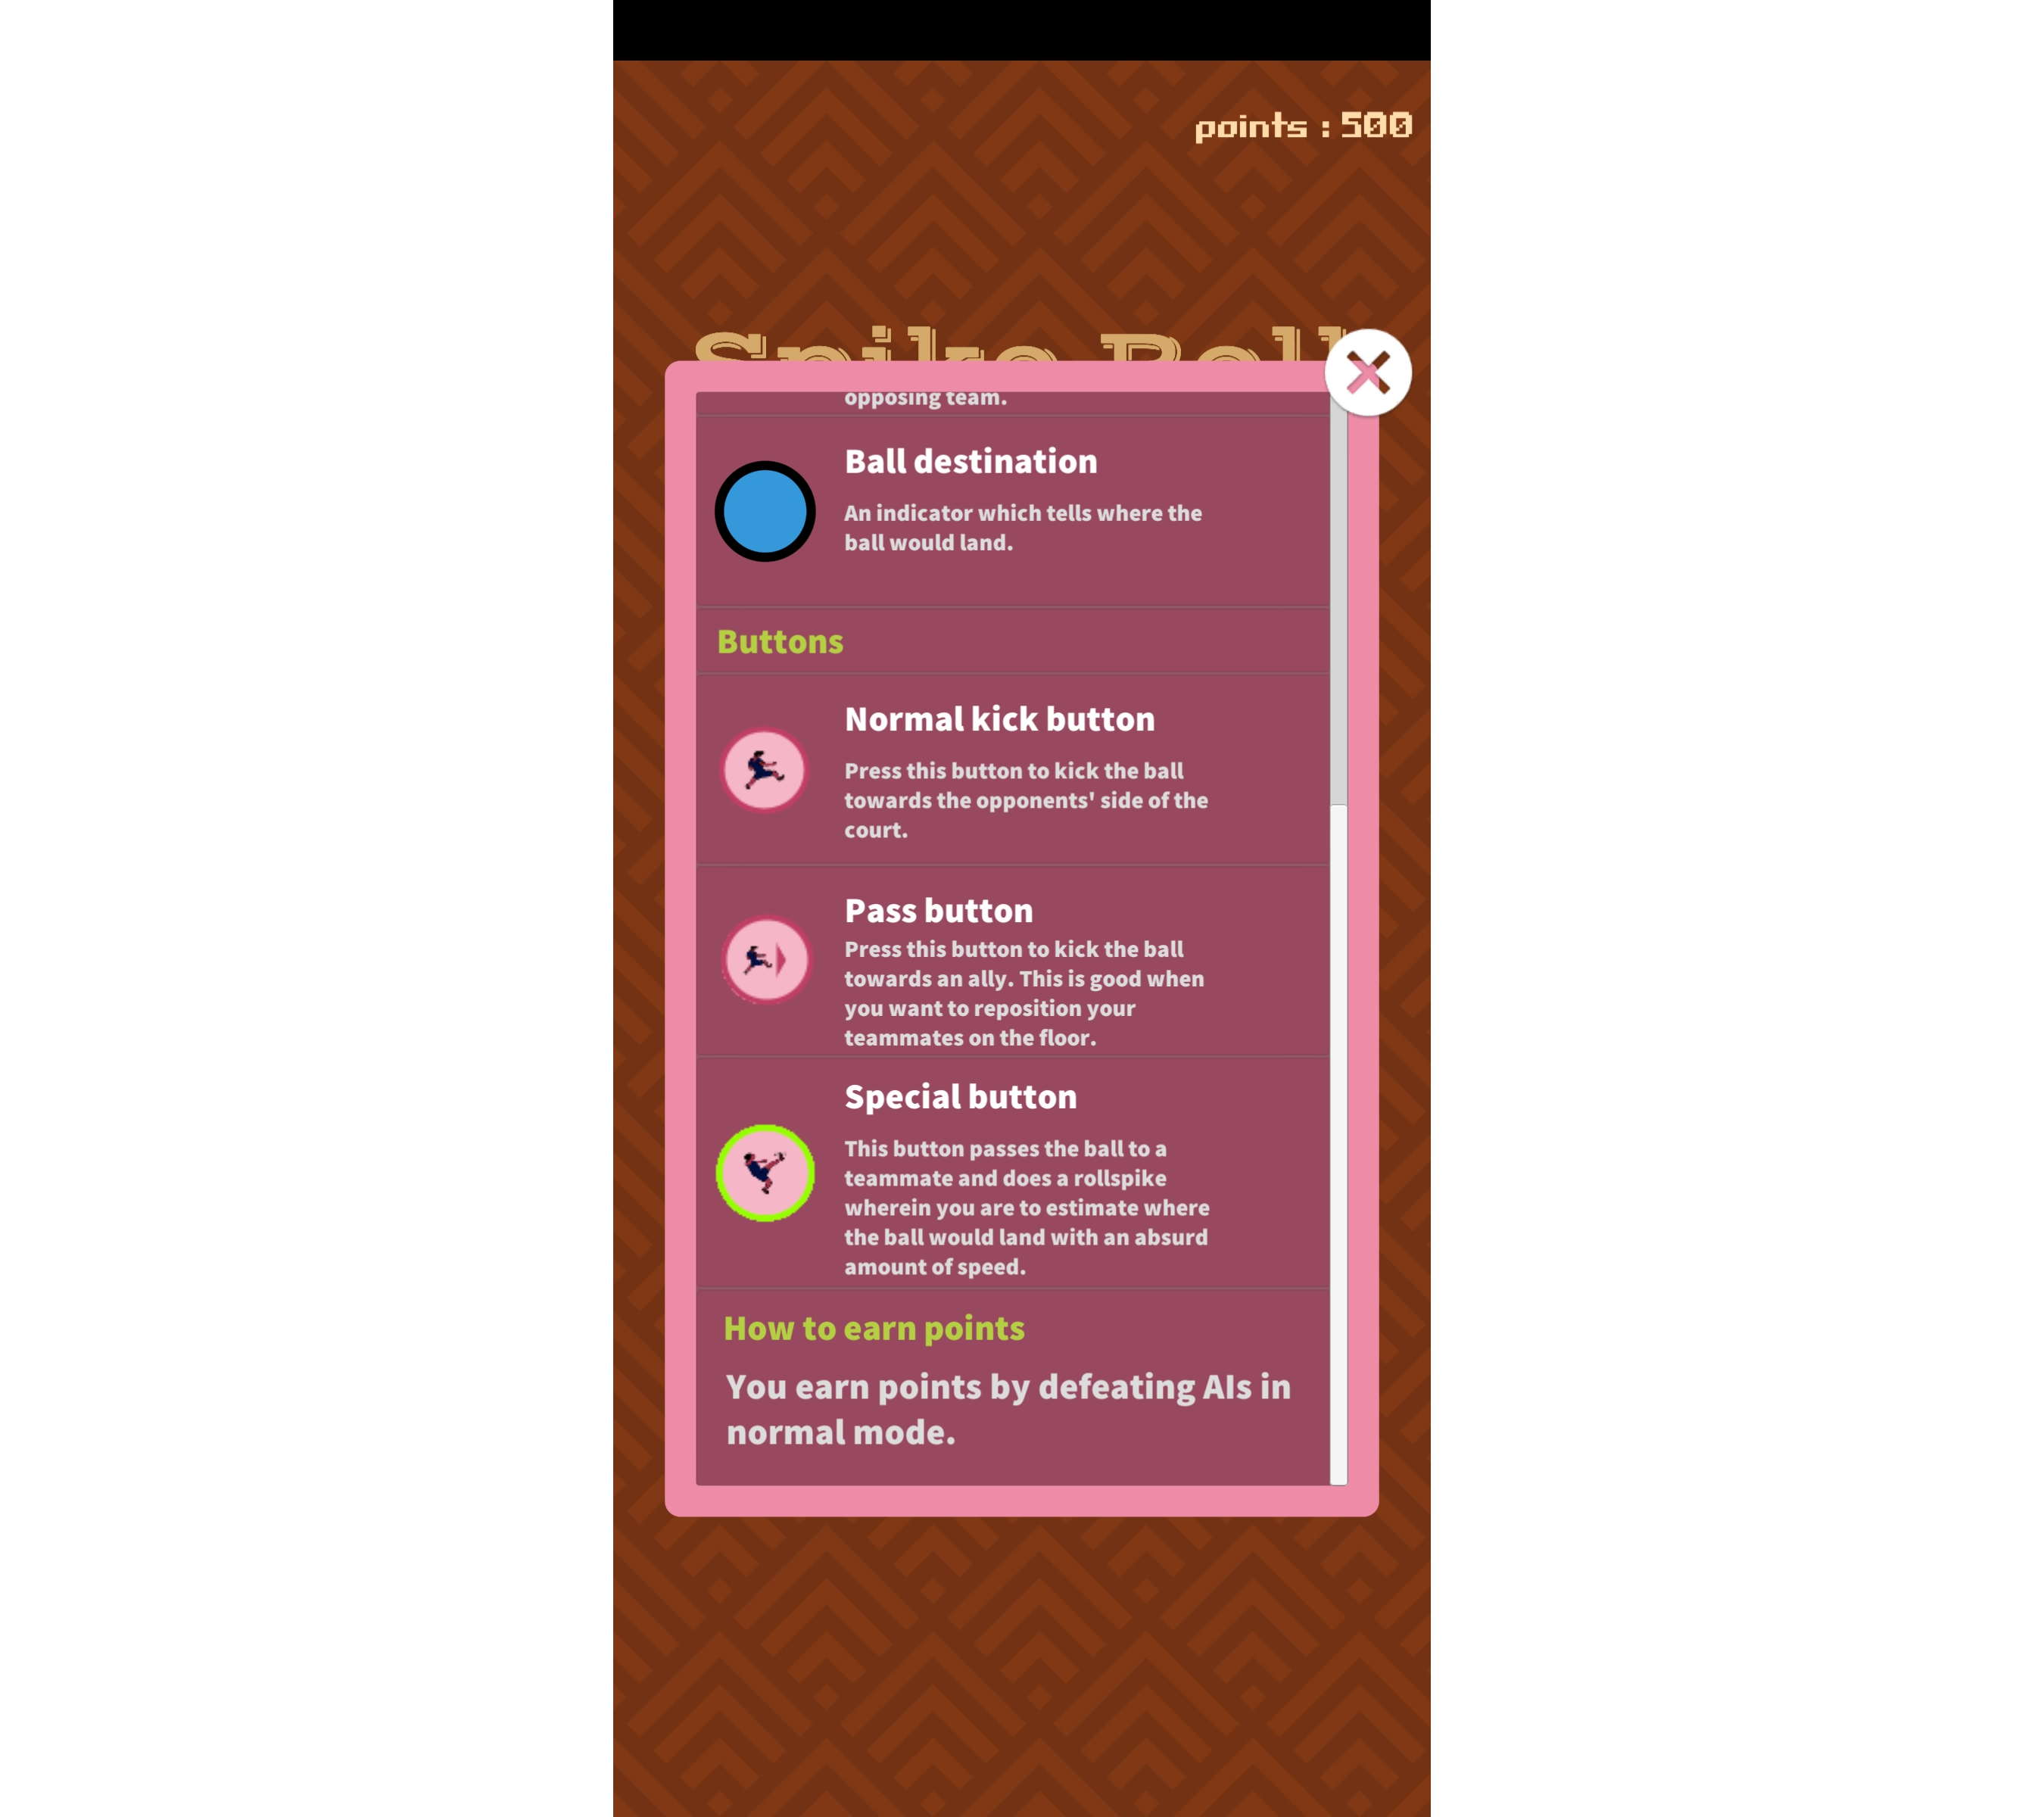 points : 500
Spike Ball
opposing team.
Ball destination
An indicator which tells where the
ball would land.
Buttons
Normal kick button
Press this button to kick the ball
towards the opponents' side of the
court.
Pass button
Press this button to kick the ball
towards an ally. This is good when
you want to reposition your
teammates on the floor.
Special button
This button passes the ball to a
teammate and does a rollspike
wherein you are to estimate where
the ball would land with an absurd
amount of speed.
How to earn points
You earn points by defeating AIs in
normal mode.